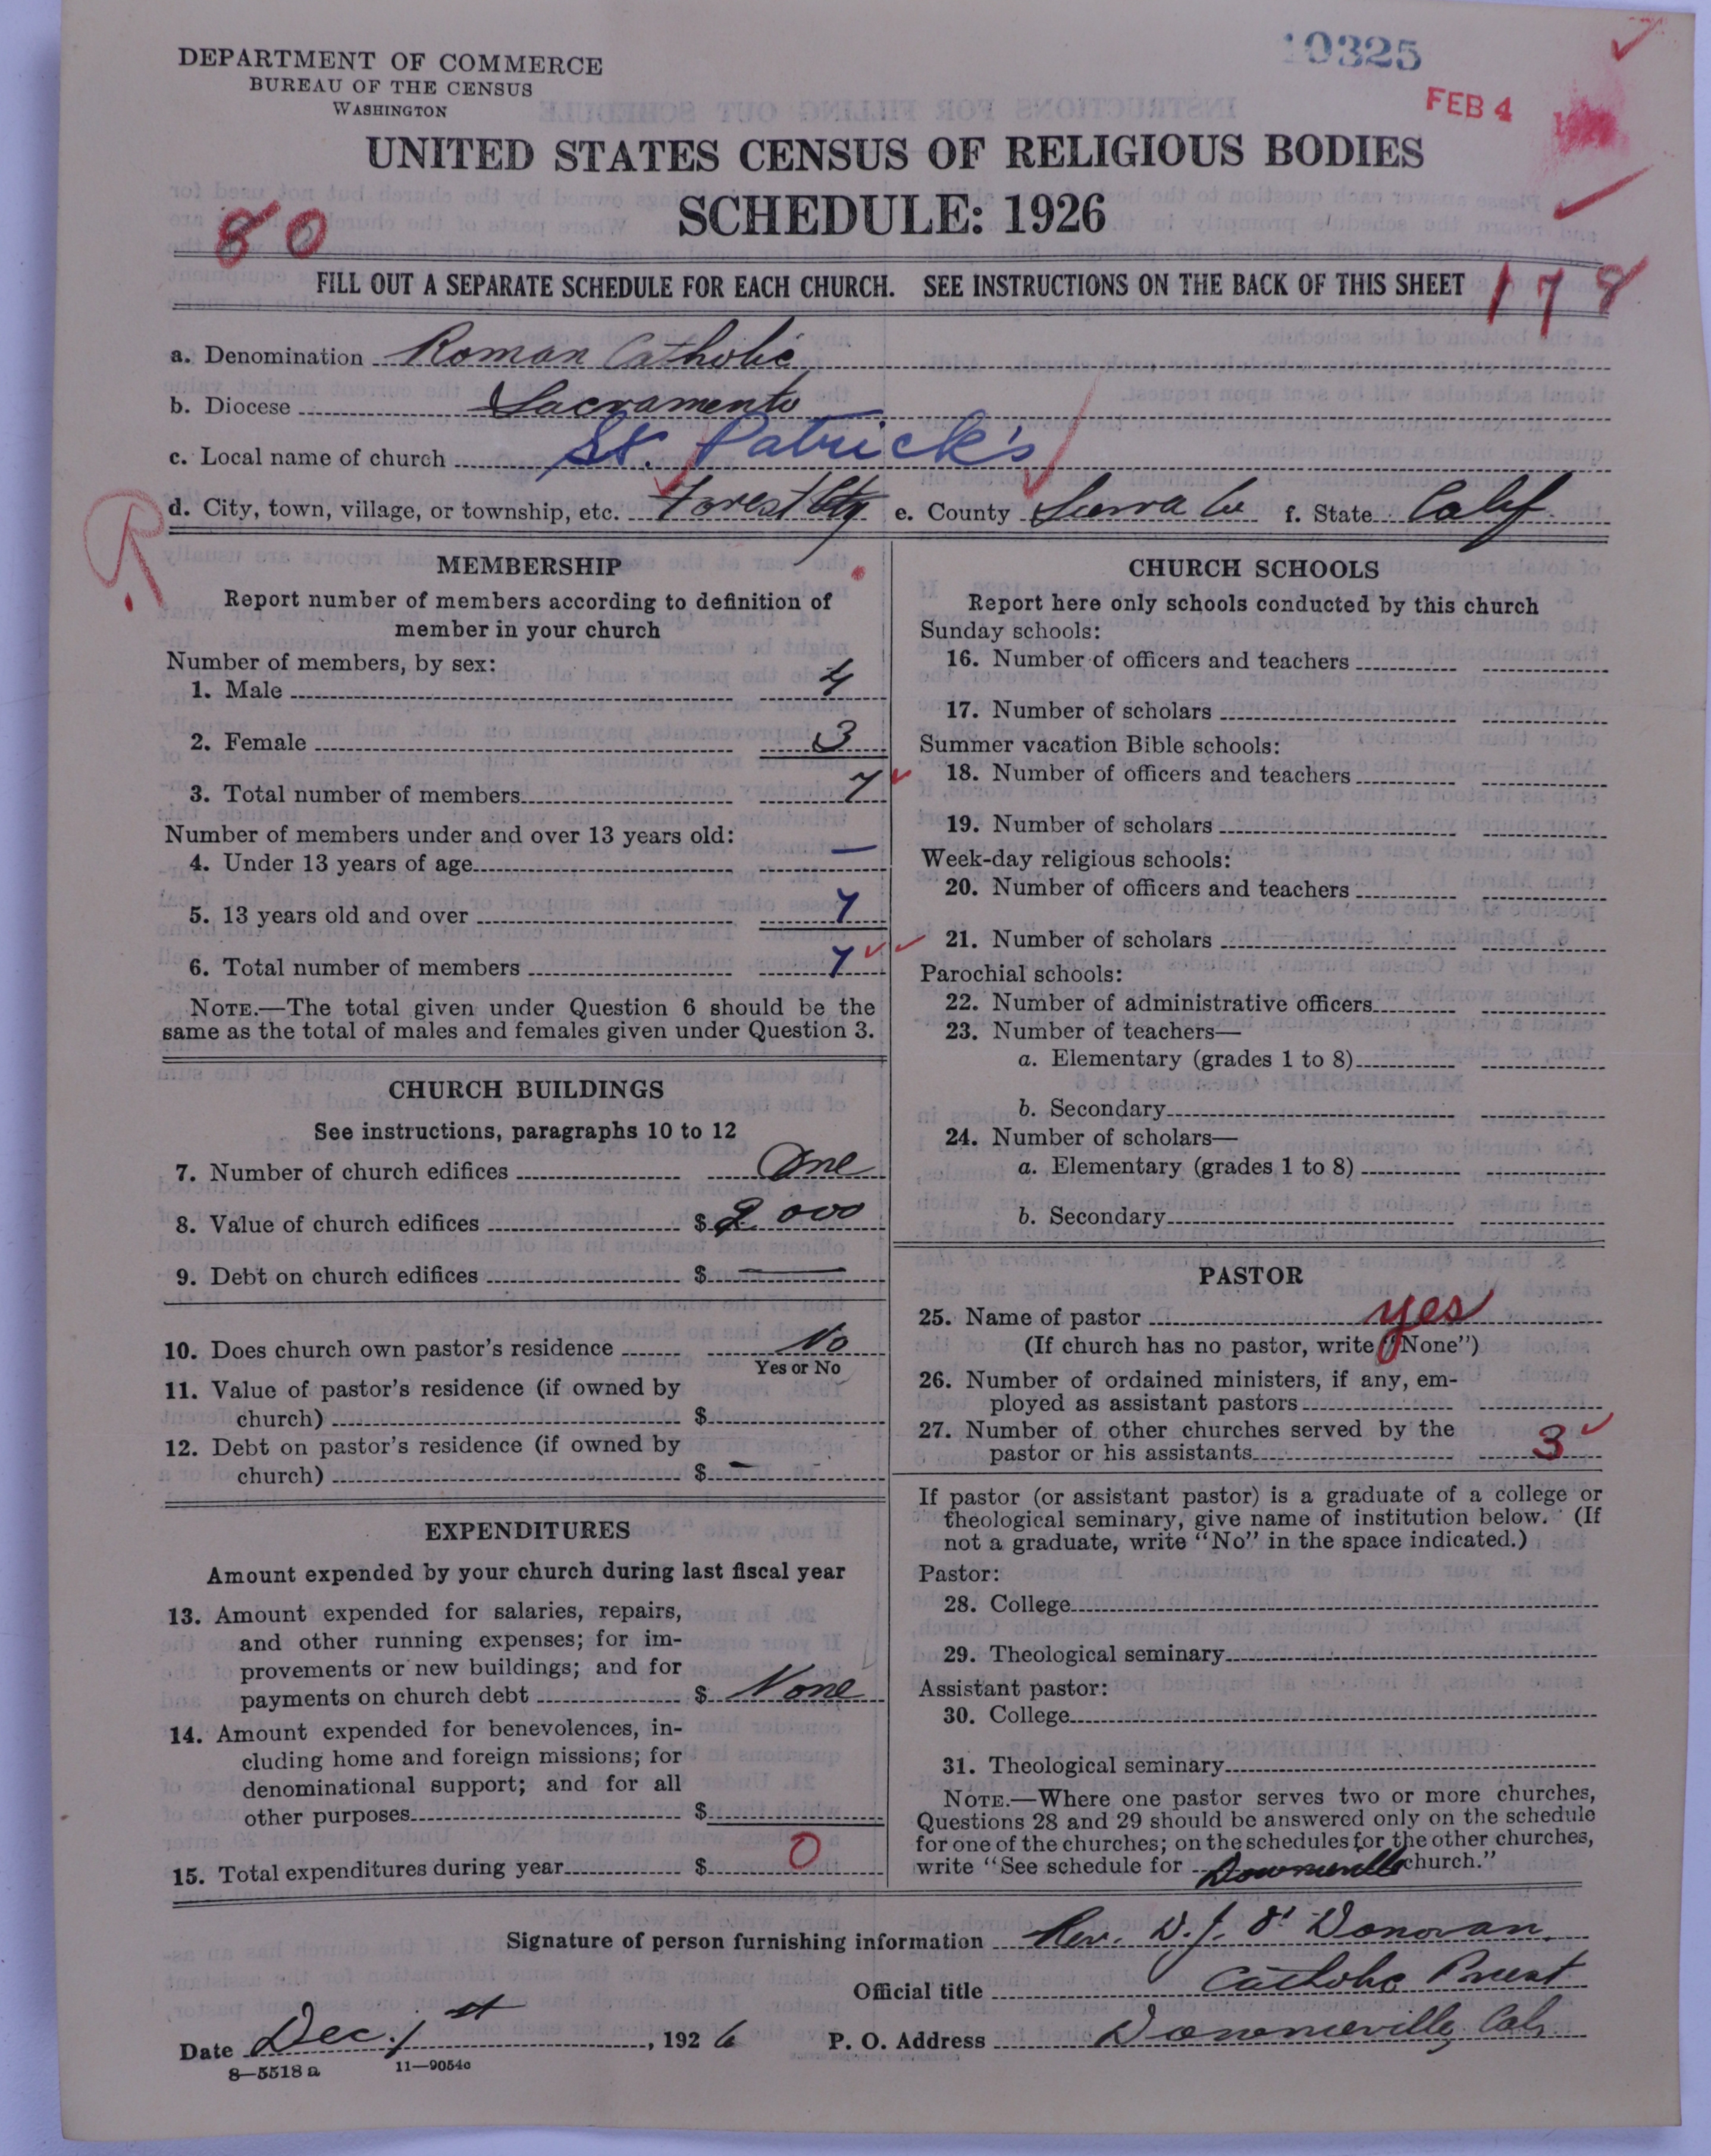 10325
FEB 4
DEPARTMENT OF COMMERCE
BUREAU OF THE CENSUS
WASHINGTON
UNITED STATES CENSUS OF RELIGIOUS BODIES
SCHEDULE: 1926
80
FILL OUT A SEPARATE SCHEDULE FOR EACH CHURCH. SEE INSTRUCTIONS ON THE BACK OF THIS SHEET
178
a. Denomination Roman Catholic
b. Diocese Sacramento
c. Local name of church St. Patrick's
d. City, town, village, or township, etc. Forest City e. County Sierra Co f. State Calif.
R
MEMBERSHIP
Report number of members according to definition of
member in your church
Number of members, by sex:
1. Male 4
2. Female 3
3. Total number of members 7
Number of members under and over 13 years old:
4. Under 13 years of age —
5. 13 years old and over 7
6. Total number of members 7
NOTE.—The total given under Question 6 should be the
same as the total of males and females given under Question 3.
CHURCH BUILDINGS
See instructions, paragraphs 10 to 12
7. Number of church edifices One
8. Value of church edifices $ 2.000
9. Debt on church edifices $ —
10. Does church own pastor's residence No
Yes or No
11. Value of pastor's residence (if owned by
church) $
12. Debt on pastor's residence (if owned by
church) $ —
EXPENDITURES
Amount expended by your church during last fiscal year
13. Amount expended for salaries, repairs,
and other running expenses; for im-
provements or new buildings; and for
payments on church debt $ None
14. Amount expended for benevolences, in-
cluding home and foreign missions; for
denominational support; and for all
other purposes $
15. Total expenditures during year $ 0
CHURCH SCHOOLS
Report here only schools conducted by this church
Sunday schools:
16. Number of officers and teachers
17. Number of scholars
Summer vacation Bible schools:
18. Number of officers and teachers
19. Number of scholars
Week-day religious schools:
20. Number of officers and teachers
21. Number of scholars
Parochial schools:
22. Number of administrative officers
23. Number of teachers—
a. Elementary (grades 1 to 8)
b. Secondary
24. Number of scholars—
a. Elementary (grades 1 to 8)
b. Secondary
PASTOR
25. Name of pastor yes
(If church has no pastor, write "None")
26. Number of ordained ministers, if any, em-
ployed as assistant pastors
27. Number of other churches served by the
pastor or his assistants 3
If pastor (or assistant pastor) is a graduate of a college or
theological seminary, give name of institution below. (If
not a graduate, write "No" in the space indicated.)
Pastor:
28. College
29. Theological seminary
Assistant pastor:
30. College
31. Theological seminary
NOTE.—Where one pastor serves two or more churches,
Questions 28 and 29 should be answered only on the schedule
for one of the churches; on the schedules for the other churches,
write "See schedule for Downieville church."
Signature of person furnishing information Rev. D. J. O'Donovan.
Official title Catholic Priest
Date Dec. 1st, 1926 P. O. Address Downieville, Cal.
8—5518 a 11—9054c